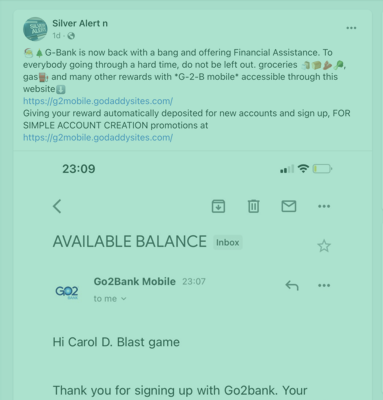 Silver Alert n
1d
G-Bank is now back with a bang and offering Financial Assistance. To
everybody going through a hard time, do not be left out. groceries
gas and many other rewards with *G-2-B mobile* accessible through this
website
https://g2mobile.godaddysites.com/
Giving your reward automatically deposited for new accounts and sign up, FOR
SIMPLE ACCOUNT CREATION promotions at
https://g2mobile.godaddysites.com/
23:09
AVAILABLE BALANCE Inbox
GO2
Go2Bank Mobile 23:07
to me
Hi Carol D. Blast game
Thank you for signing up with Go2bank. Your